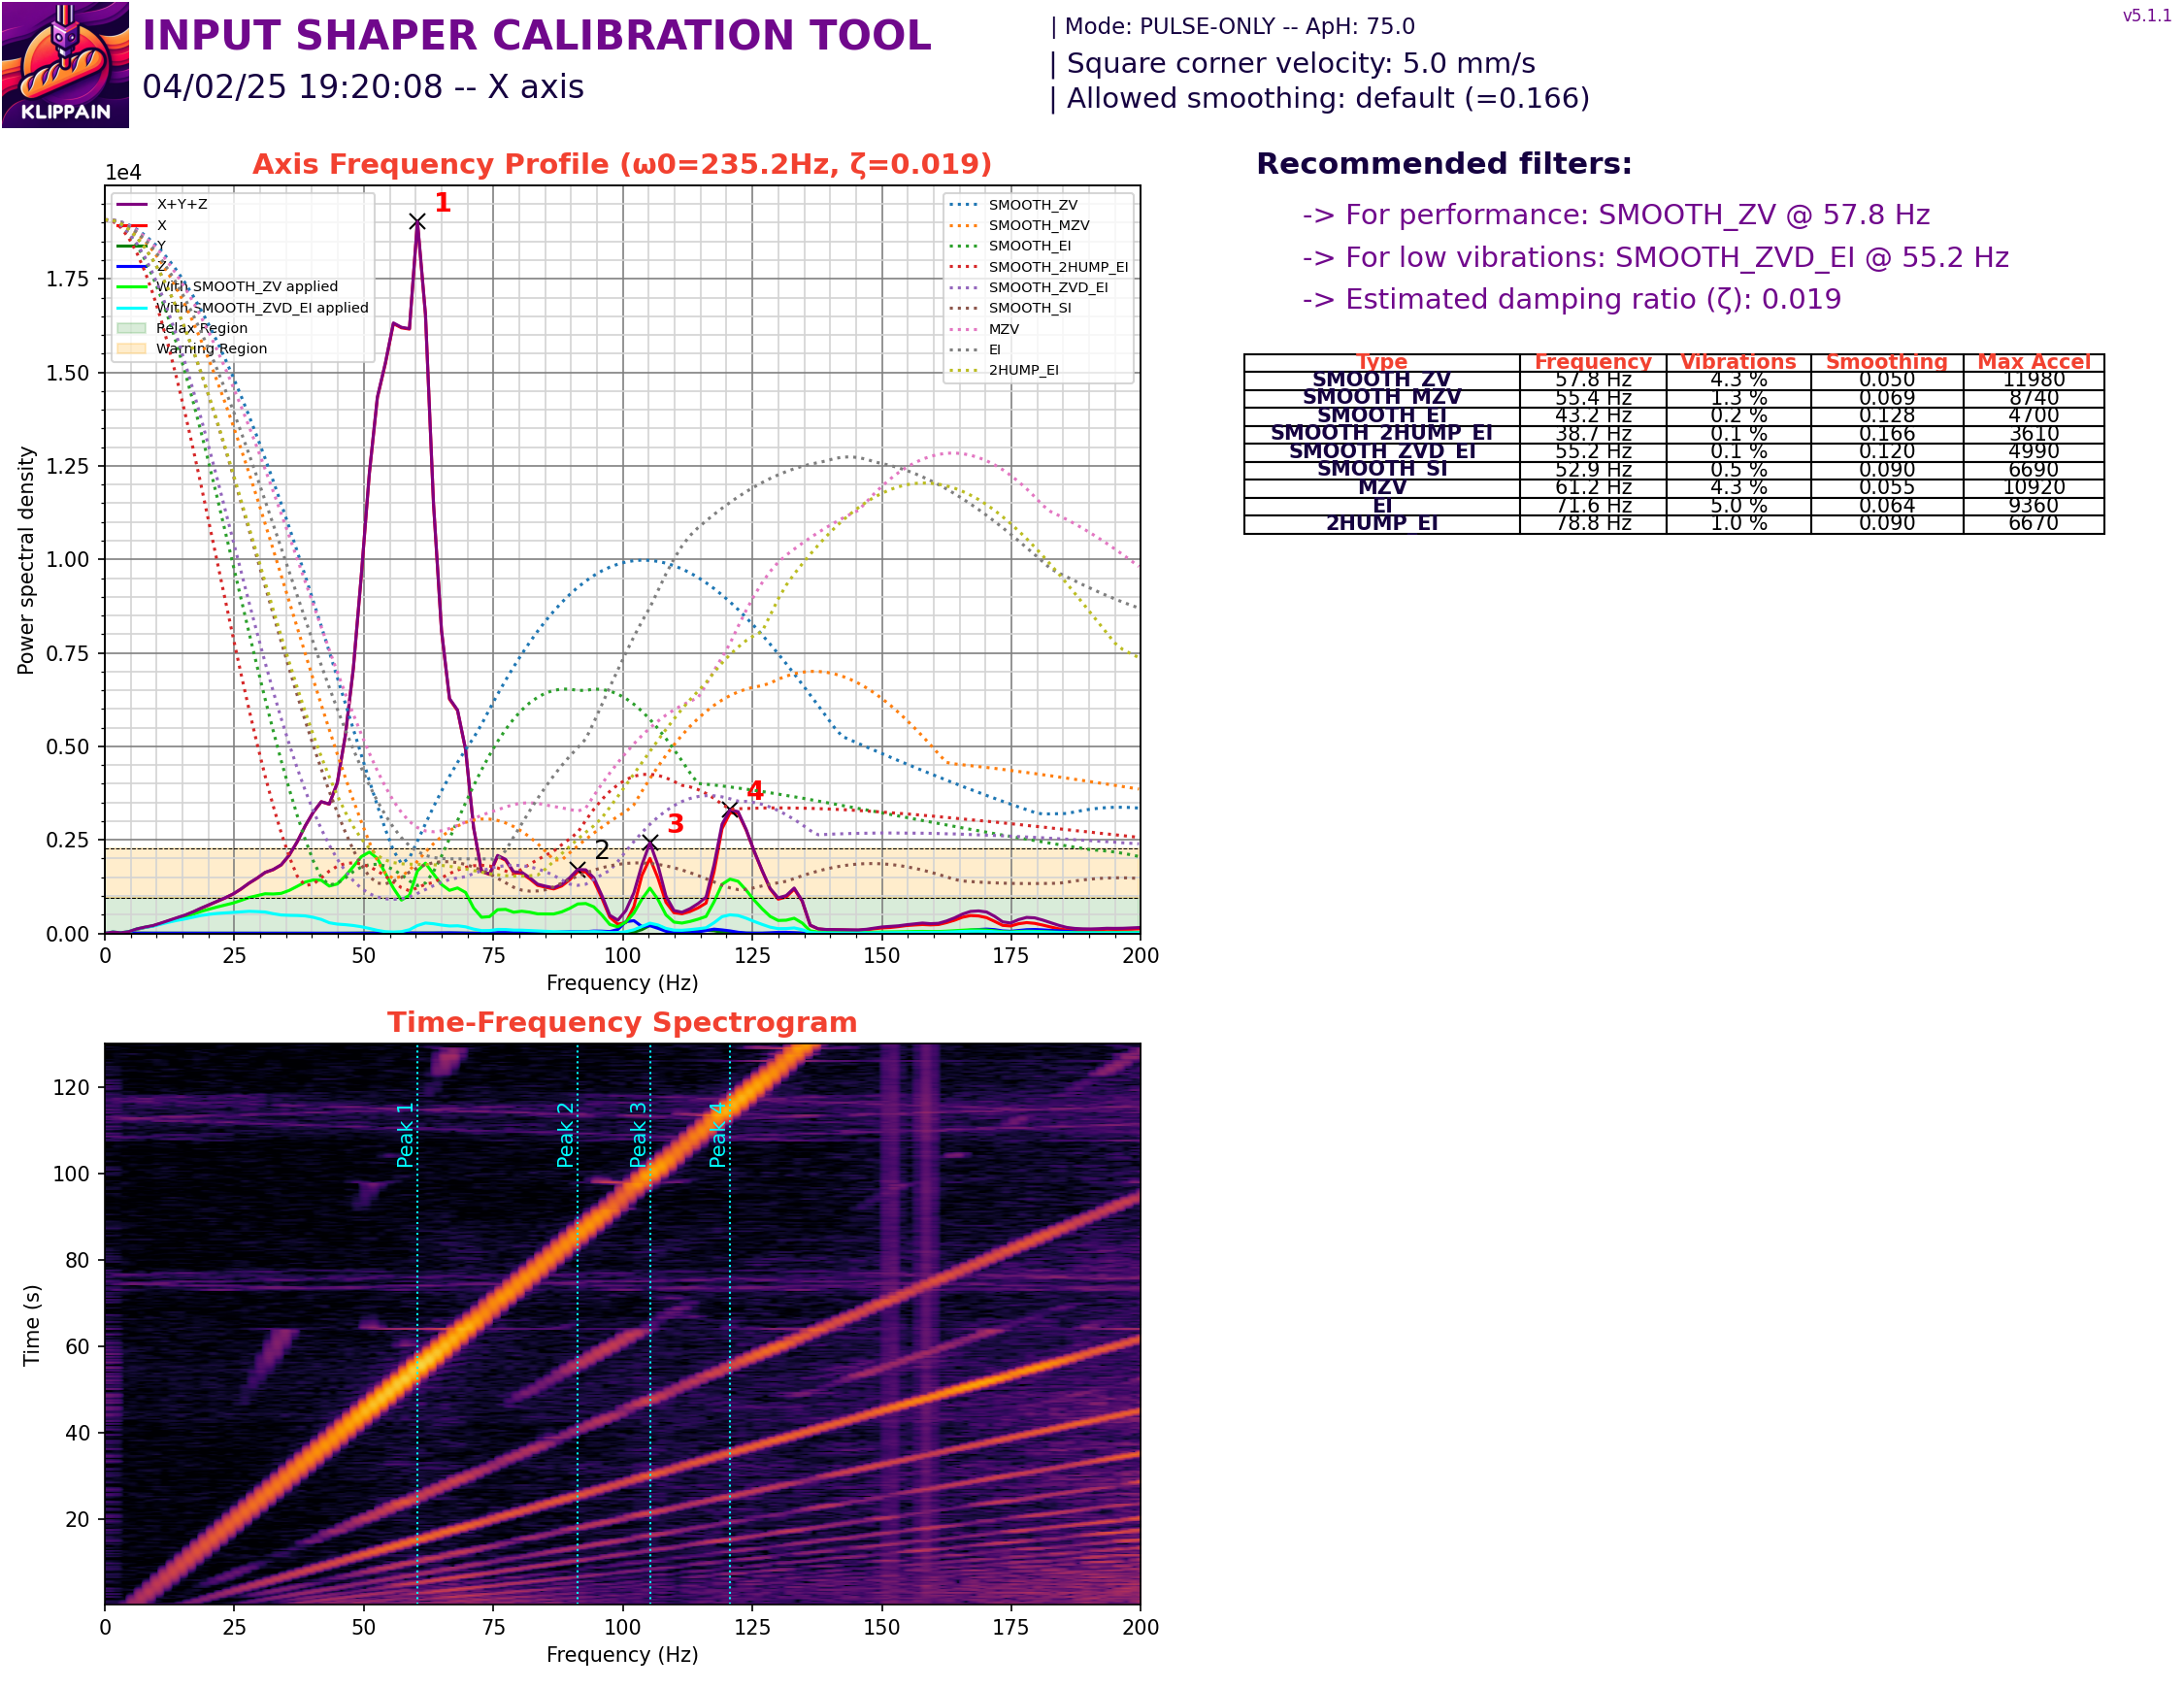 KLIPPAIN
INPUT SHAPER CALIBRATION TOOL
04/02/25 19:20:08 -- X axis
| Mode: PULSE-ONLY -- ApH: 75.0
| Square corner velocity: 5.0 mm/s
| Allowed smoothing: default (=0.166)
v5.1.1
Axis Frequency Profile (ω0=235.2Hz, ζ=0.019)
1e4
Power spectral density
1.75
1.50
1.25
1.00
0.75
0.50
0.25
0.00
X+Y+Z
X
Y
Z
With SMOOTH_ZV applied
With SMOOTH_ZVD_EI applied
Relax Region
Warning Region
1
2
3
4
SMOOTH_ZV
SMOOTH_MZV
SMOOTH_EI
SMOOTH_2HUMP_EI
SMOOTH_ZVD_EI
SMOOTH_SI
MZV
EI
2HUMP_EI
0 25 50 75 100 125 150 175 200
Frequency (Hz)
Recommended filters:
-> For performance: SMOOTH_ZV @ 57.8 Hz
-> For low vibrations: SMOOTH_ZVD_EI @ 55.2 Hz
-> Estimated damping ratio (ζ): 0.019
Type Frequency Vibrations Smoothing Max Accel
SMOOTH_ZV 57.8 Hz 4.3 % 0.050 11980
SMOOTH_MZV 55.4 Hz 1.3 % 0.069 8740
SMOOTH_EI 43.2 Hz 0.2 % 0.128 4700
SMOOTH_2HUMP_EI 38.7 Hz 0.1 % 0.166 3610
SMOOTH_ZVD_EI 55.2 Hz 0.1 % 0.120 4990
SMOOTH_SI 52.9 Hz 0.5 % 0.090 6690
MZV 61.2 Hz 4.3 % 0.055 10920
EI 71.6 Hz 5.0 % 0.064 9360
2HUMP_EI 78.8 Hz 1.0 % 0.090 6670
Time-Frequency Spectrogram
Time (s)
120
100
80
60
40
20
Peak 1
Peak 2
Peak 3
Peak 4
0 25 50 75 100 125 150 175 200
Frequency (Hz)